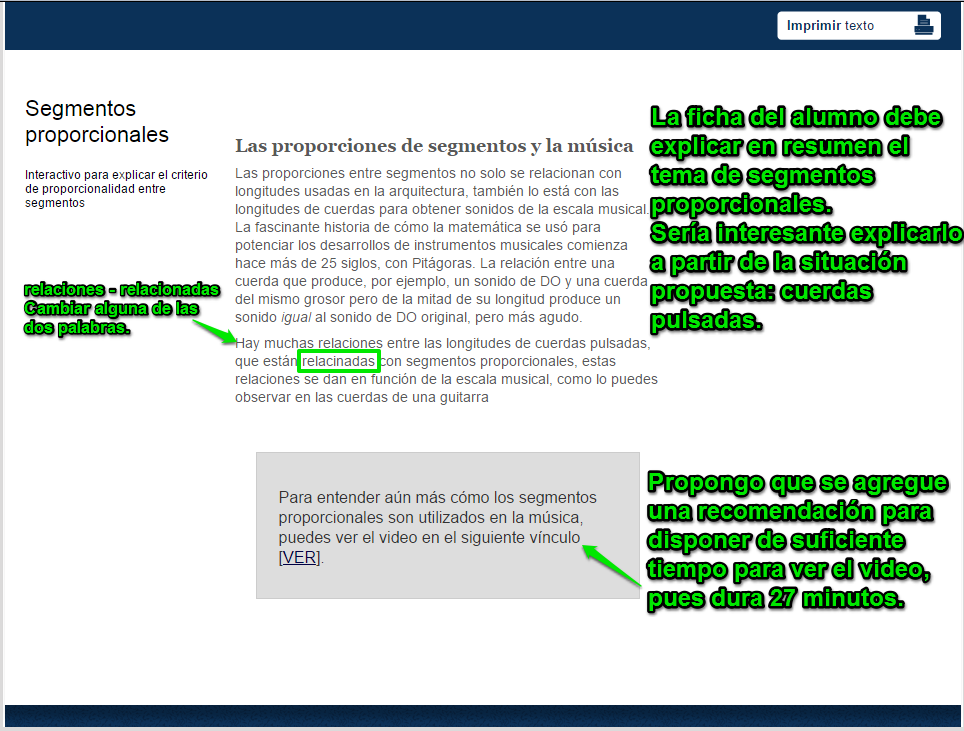 Imprimir texto
Segmentos
proporcionales
Interactivo para explicar el criterio
de proporcionalidad entre
segmentos
Las proporciones de segmentos y la música
Las proporciones entre segmentos no solo se relacionan con
longitudes usadas en la arquitectura, también lo está con las
longitudes de cuerdas para obtener sonidos de la escala musical.
La fascinante historia de cómo la matemática se usó para
potenciar los desarrollos de instrumentos musicales comienza
hace más de 25 siglos, con Pitágoras. La relación entre una
cuerda que produce, por ejemplo, un sonido de DO y una cuerda
del mismo grosor pero de la mitad de su longitud produce un
sonido igual al sonido de DO original, pero más agudo.
Hay muchas relaciones entre las longitudes de cuerdas pulsadas,
que están relacinadas con segmentos proporcionales, estas
relaciones se dan en función de la escala musical, como lo puedes
observar en las cuerdas de una guitarra
relaciones - relacionadas
Cambiar alguna de las
dos palabras.
La ficha del alumno debe
explicar en resumen el
tema de segmentos
proporcionales.
Sería interesante explicarlo
a partir de la situación
propuesta: cuerdas
pulsadas.
Para entender aún más cómo los segmentos
proporcionales son utilizados en la música,
puedes ver el video en el siguiente vínculo
[VER].
Propongo que se agregue
una recomendación para
disponer de suficiente
tiempo para ver el video,
pues dura 27 minutos.